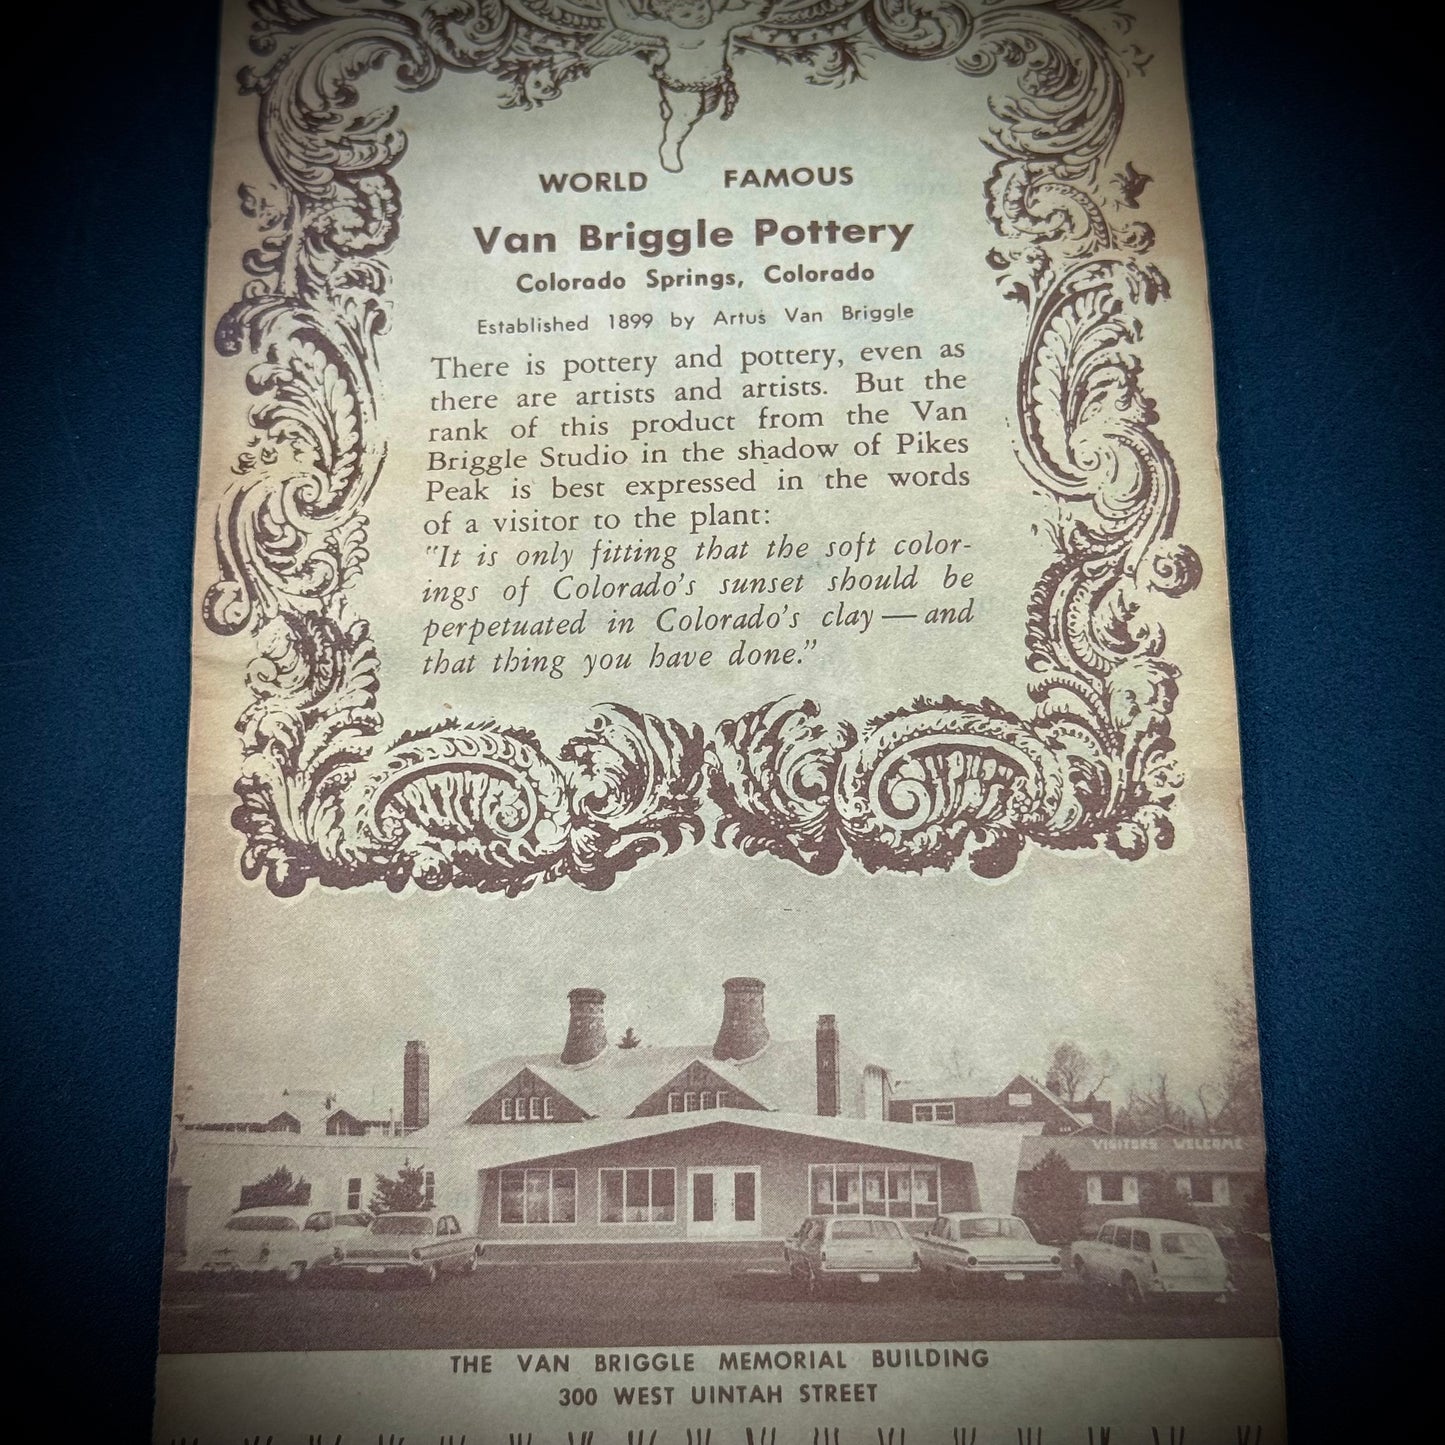 WORLD FAMOUS
Van Briggle Pottery
Colorado Springs, Colorado
Established 1899 by Artus Van Briggle
There is pottery and pottery, even as
there are artists and artists. But the
rank of this product from the Van
Briggle Studio in the shadow of Pikes
Peak is best expressed in the words
of a visitor to the plant:
"It is only fitting that the soft color-
ings of Colorado's sunset should be
perpetuated in Colorado's clay — and
that thing you have done."
VISITORS WELCOME
THE VAN BRIGGLE MEMORIAL BUILDING
300 WEST UINTAH STREET